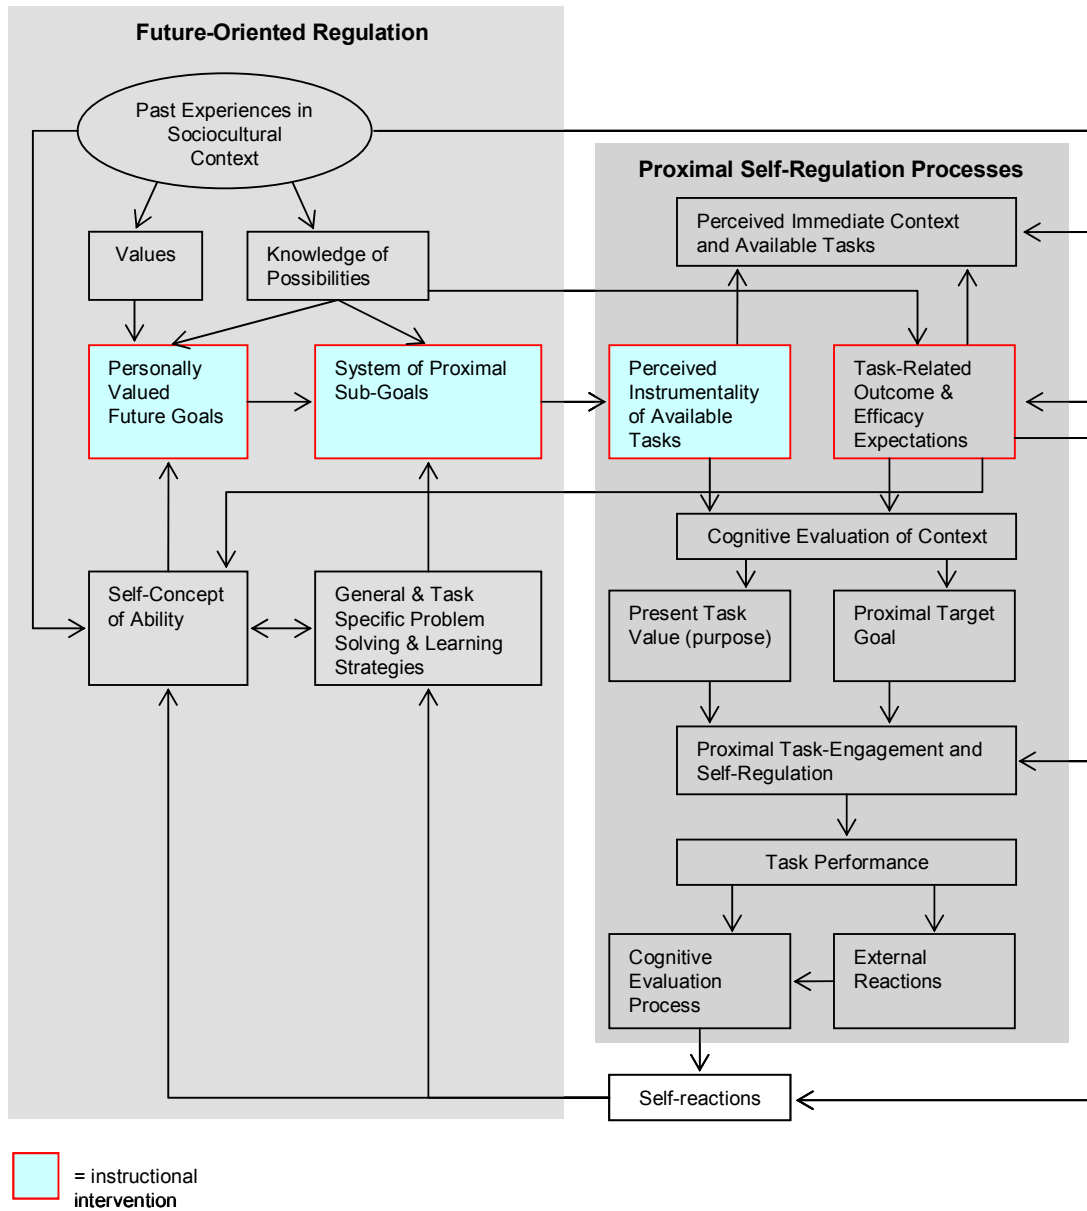 Future-Oriented Regulation
Past Experiences in
Sociocultural
Context
Values
Knowledge of
Possibilities
Personally
Valued
Future Goals
System of Proximal
Sub-Goals
Self-Concept
of Ability
General & Task
Specific Problem
Solving & Learning
Strategies
Proximal Self-Regulation Processes
Perceived Immediate Context
and Available Tasks
Perceived
Instrumentality
of Available
Tasks
Task-Related
Outcome &
Efficacy
Expectations
Cognitive Evaluation of Context
Present Task
Value (purpose)
Proximal Target
Goal
Proximal Task-Engagement and
Self-Regulation
Task Performance
Cognitive
Evaluation
Process
External
Reactions
Self-reactions
= instructional
intervention